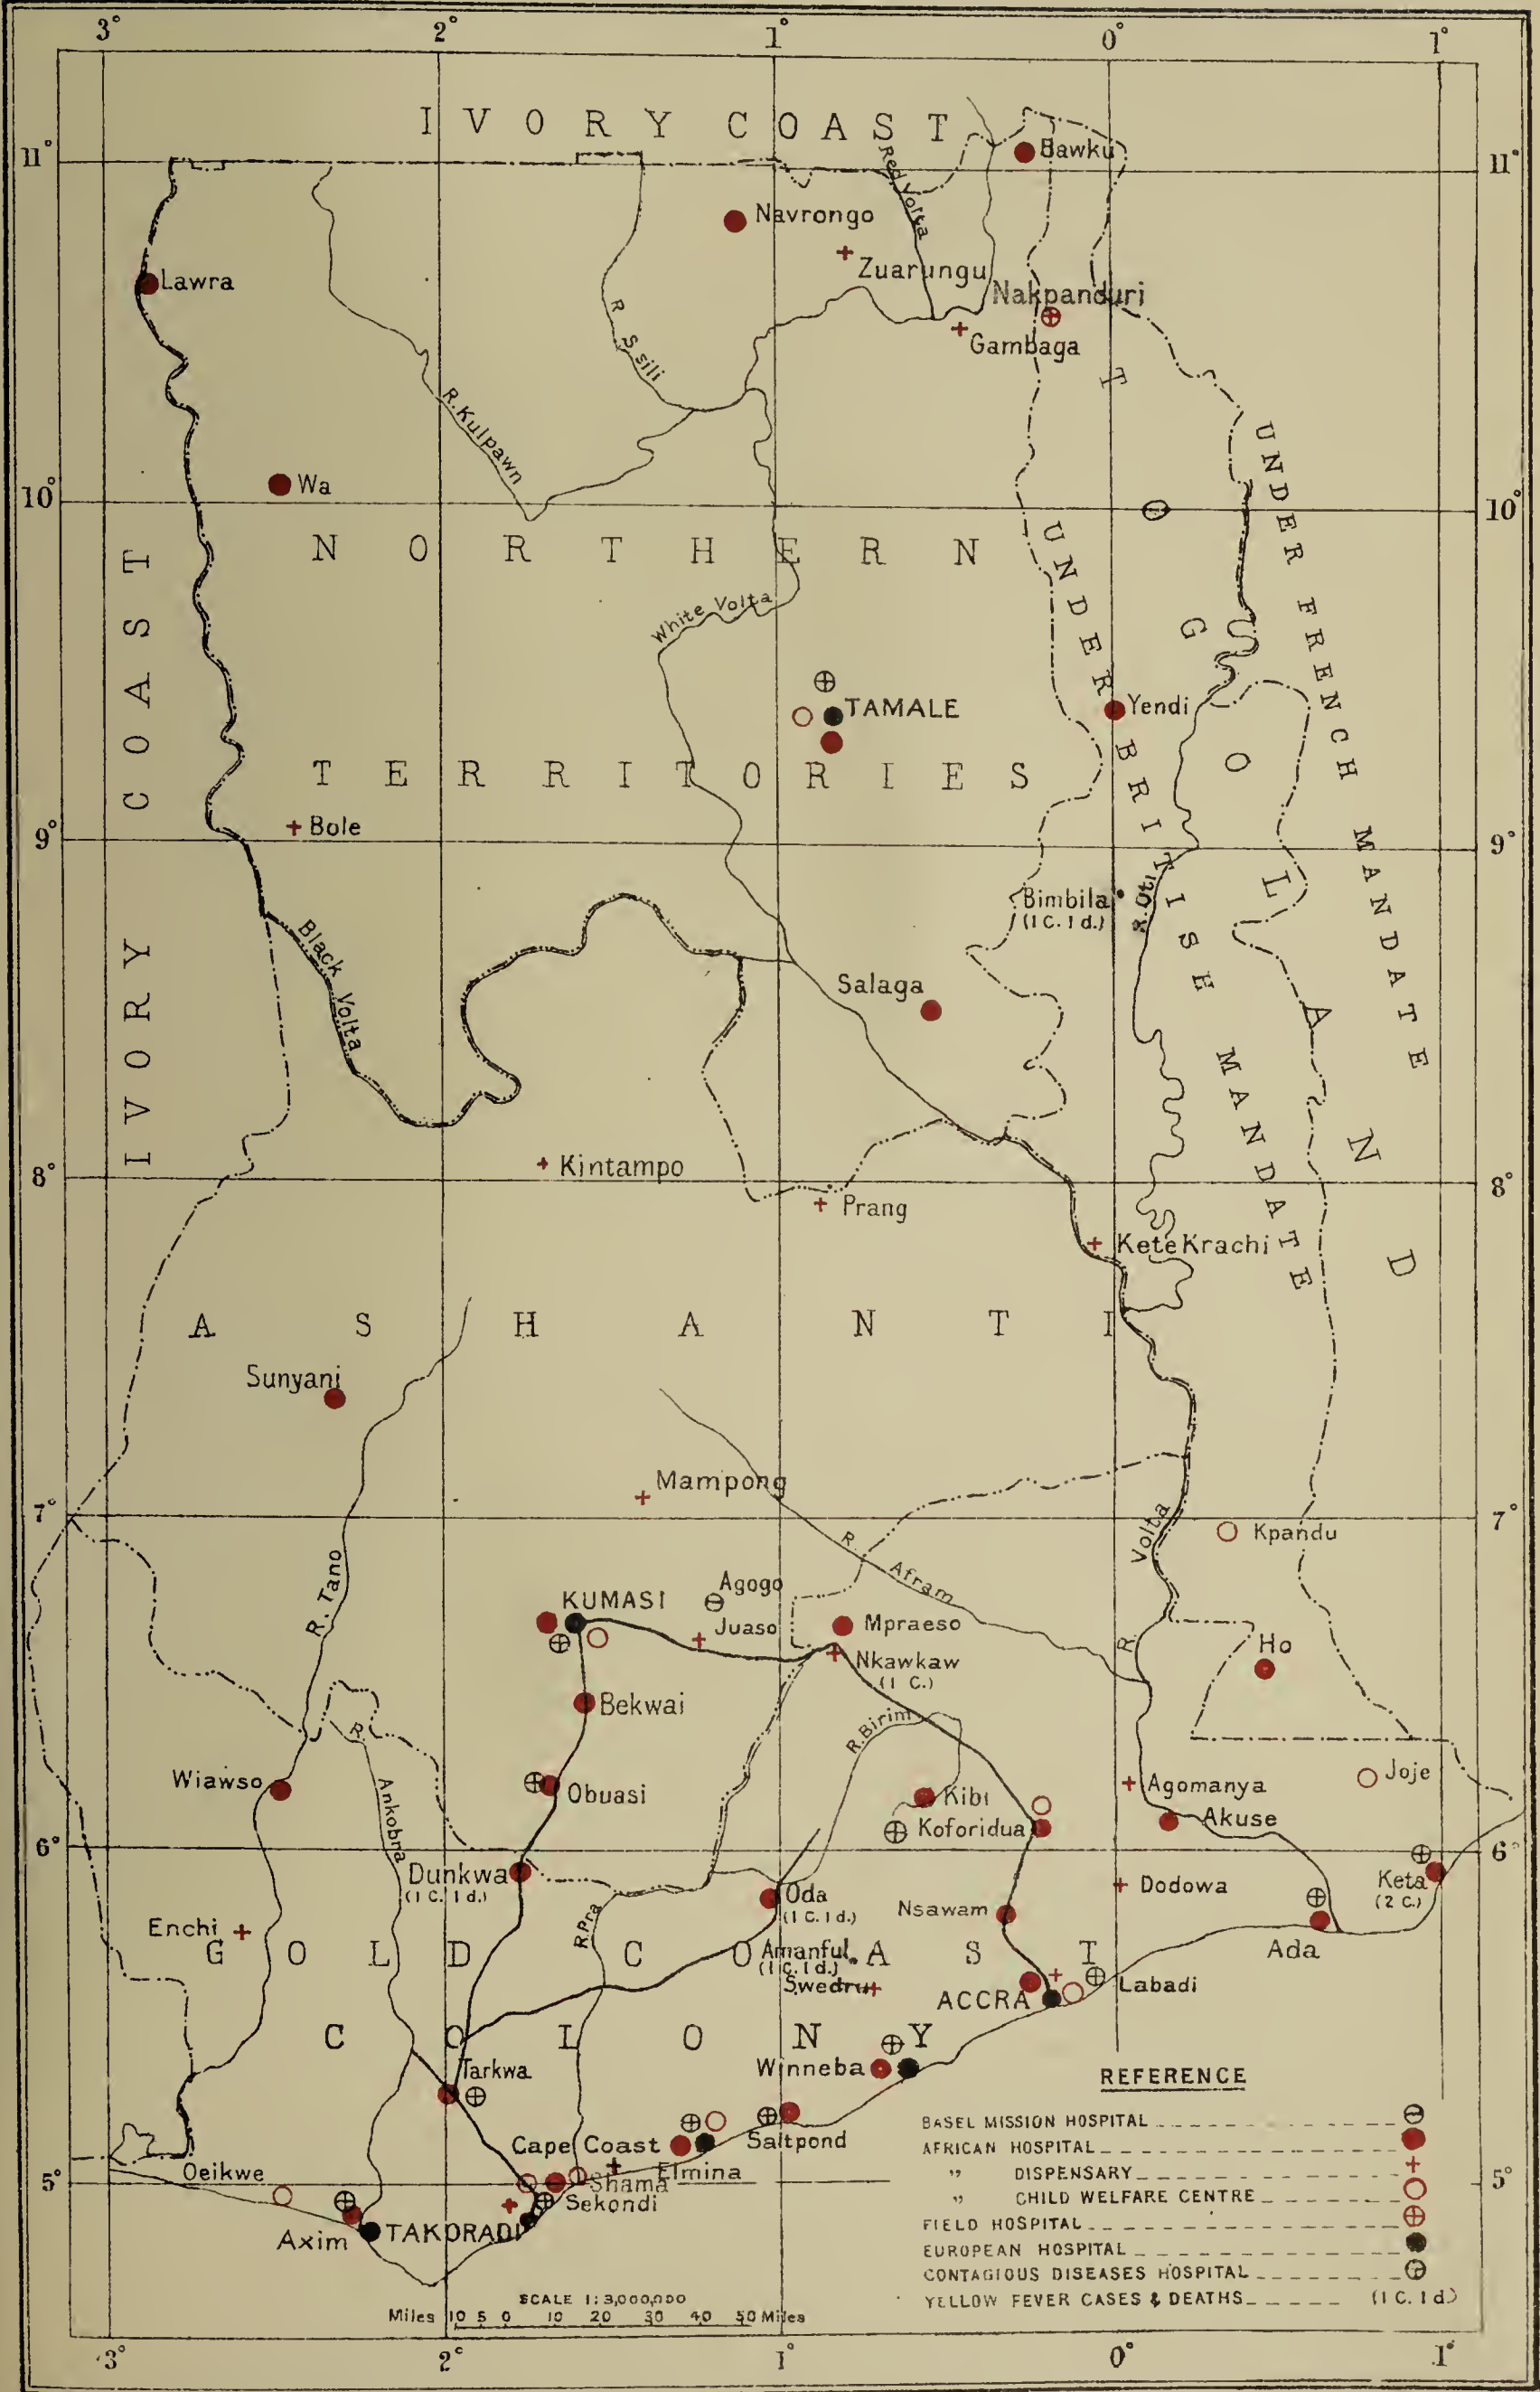 3° 2° 1° 0° 1°
IVORY COAST
11° 11°
Bawku
Red Volta
Navrongo
Zuarungu
Lawra
Nakpanduri
Gambaga
R. Kulpawn
Wa
10° 10°
NORTHERN
TERRITORIES
IVORY COAST
TOGOLAND
UNDER FRENCH MANDATE
UNDER BRITISH MANDATE
White Volta
TAMALE
Yendi
Bole
9° 9°
Bimbila
(1 C. 1 d.)
R. Oti
Black Volta
Salaga
Kintampo
8° 8°
Prang
Kete Krachi
ASHANTI
Sunyani
Mampong
7° 7°
R. Tano
R. Afram
R. Volta
Kpandu
KUMASI
Agogo
Juaso
Mpraeso
Nkawkaw
(1 C.)
Ho
Bekwai
R. Birim
Wiawso
R. Ankobra
Obuasi
Kibi
Koforidua
Agomanya
Joje
Akuse
6° 6°
Dunkwa
(1 C. 1 d.)
Oda
(1 C. 1 d.)
Nsawam
Dodowa
Keta
(2 C.)
Enchi
R. Pra
GOLD COAST
COLONY
Amanful
(1 C. 1 d.)
Swedru
Ada
ACCRA
Labadi
Tarkwa
Winneba
Cape Coast
Saltpond
Elmina
5° 5°
Shama
Sekondi
Oeikwe
Axim
TAKORADI
REFERENCE
BASEL MISSION HOSPITAL
AFRICAN HOSPITAL
" DISPENSARY
" CHILD WELFARE CENTRE
FIELD HOSPITAL
EUROPEAN HOSPITAL
CONTAGIOUS DISEASES HOSPITAL
YELLOW FEVER CASES & DEATHS (1 C. 1 d.)
SCALE 1:3,000,000
Miles 10 5 0 10 20 30 40 50 Miles
3° 2° 1° 0° 1°